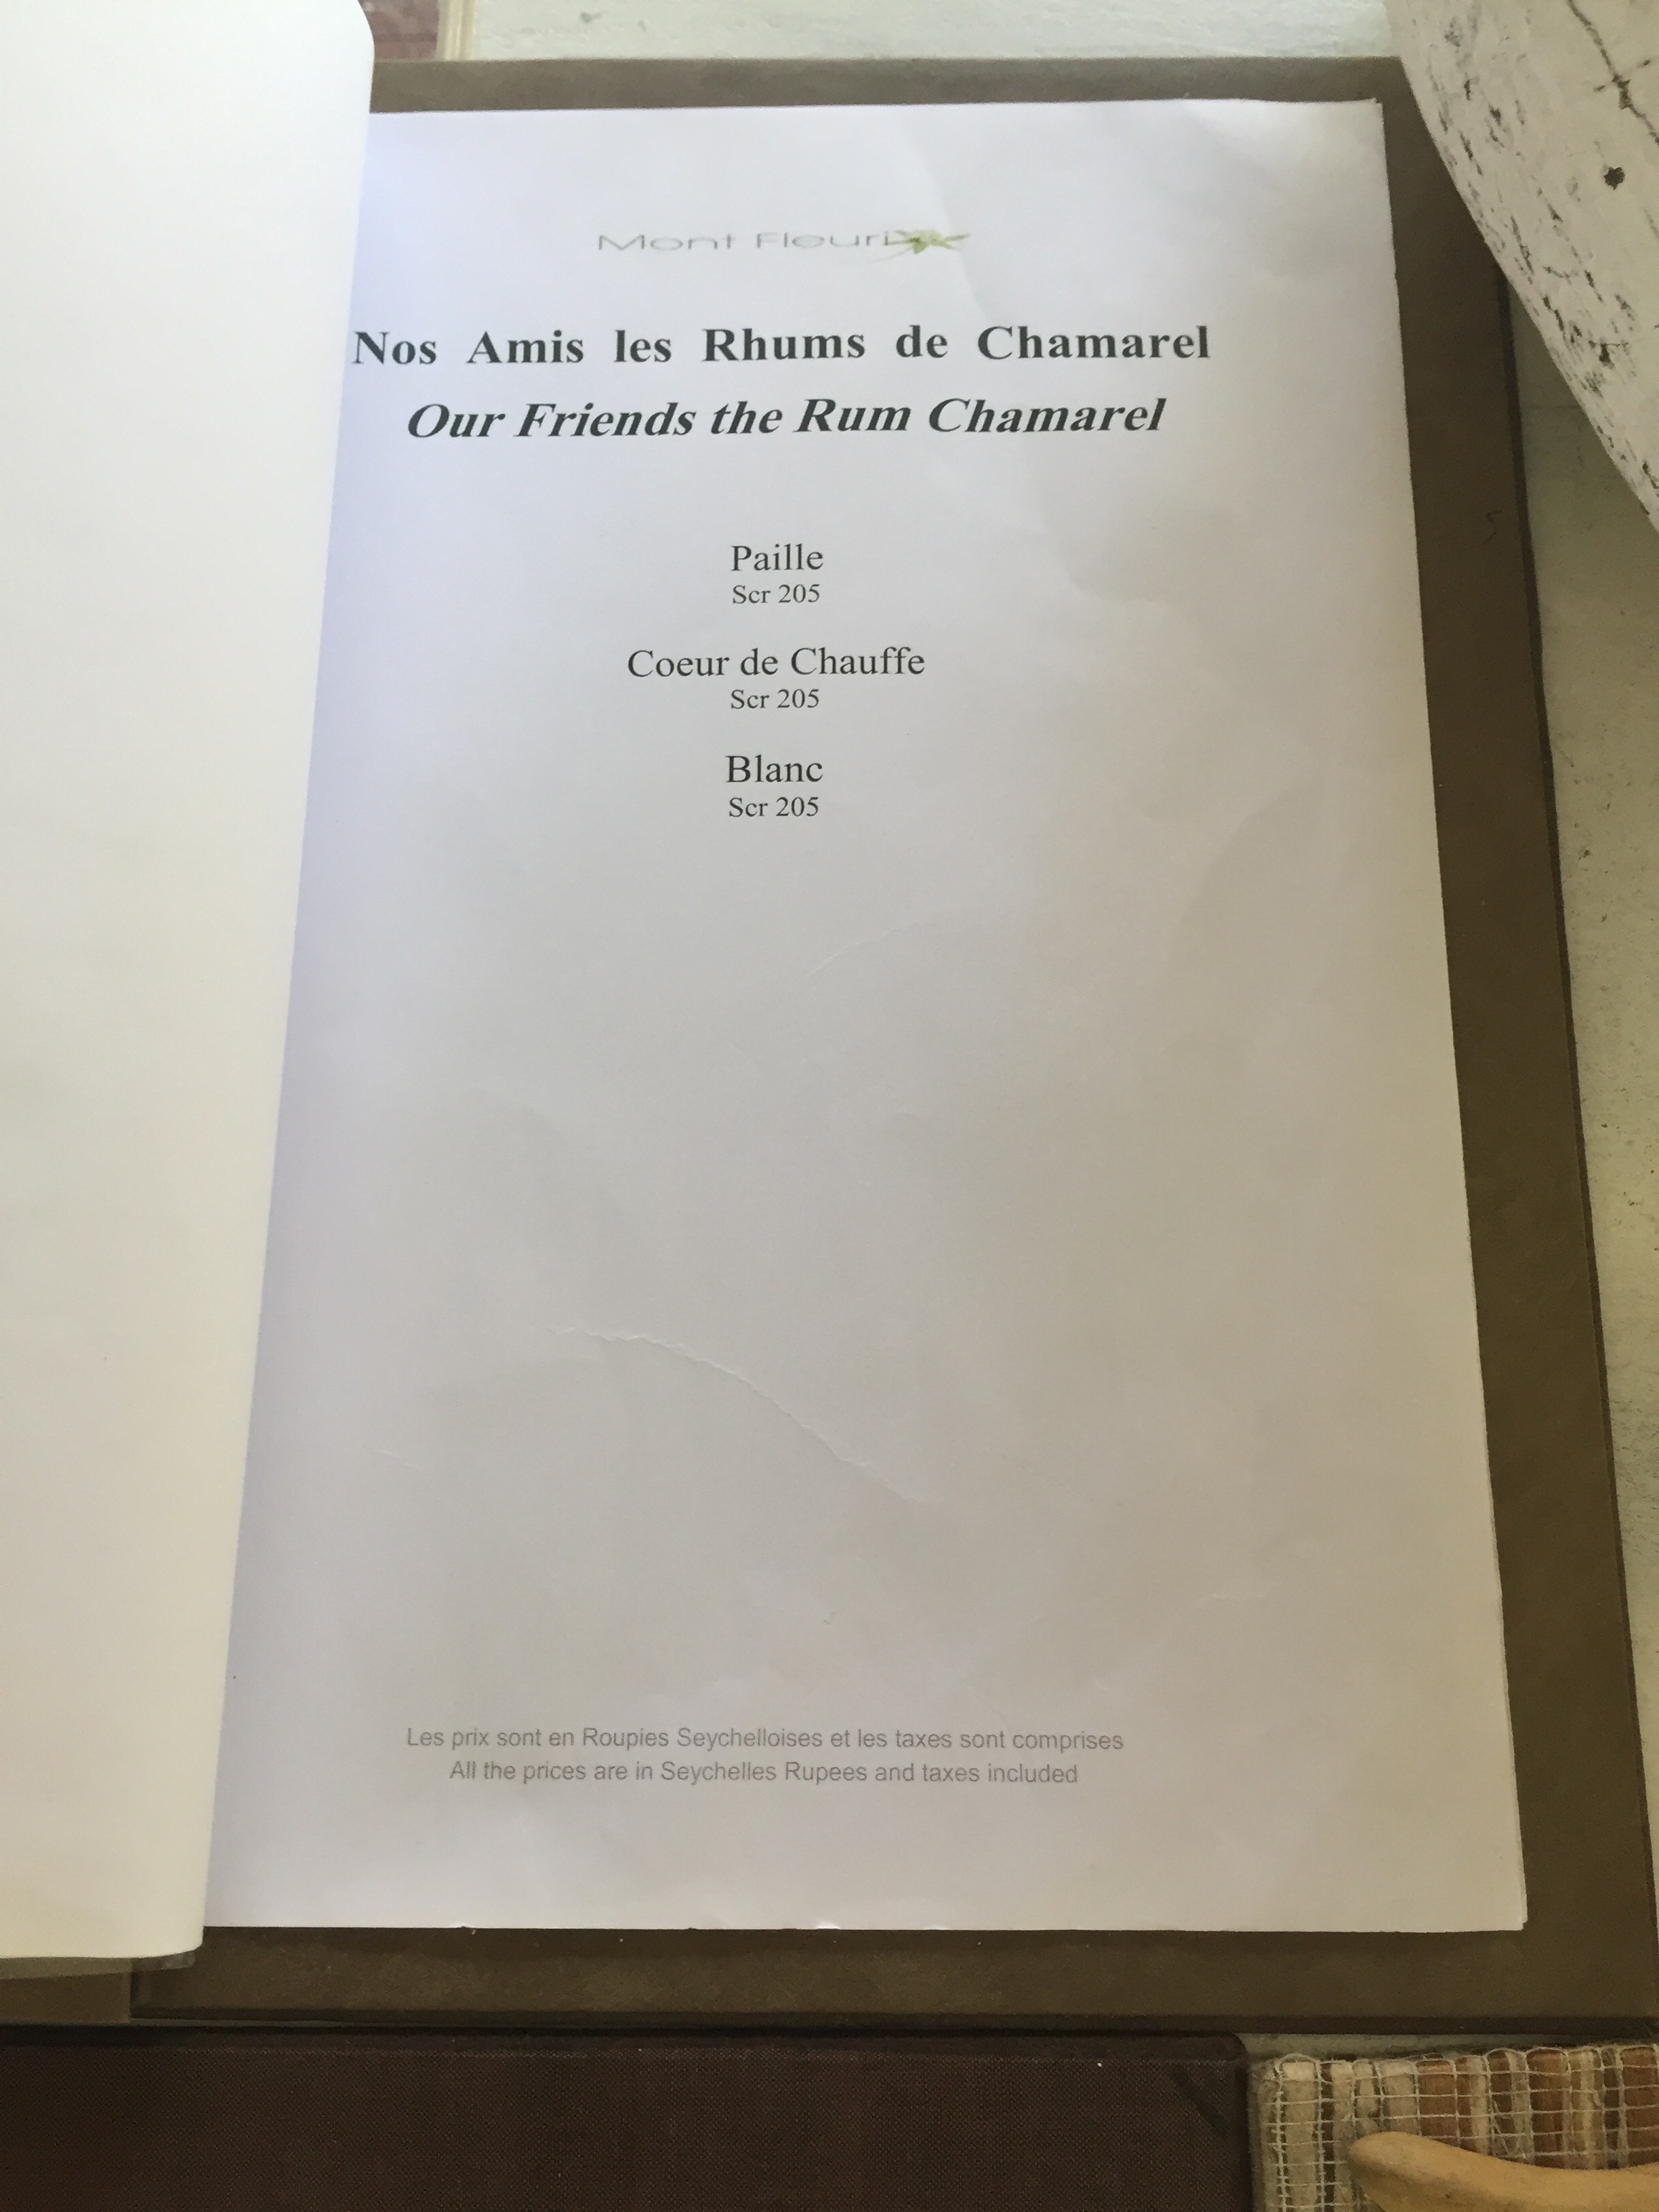 Mont Fleuri
Nos Amis les Rhums de Chamarel
Our Friends the Rum Chamarel
Paille
Scr 205
Coeur de Chauffe
Scr 205
Blanc
Scr 205
Les prix sont en Roupies Seychelloises et les taxes sont comprises
All the prices are in Seychelles Rupees and taxes included